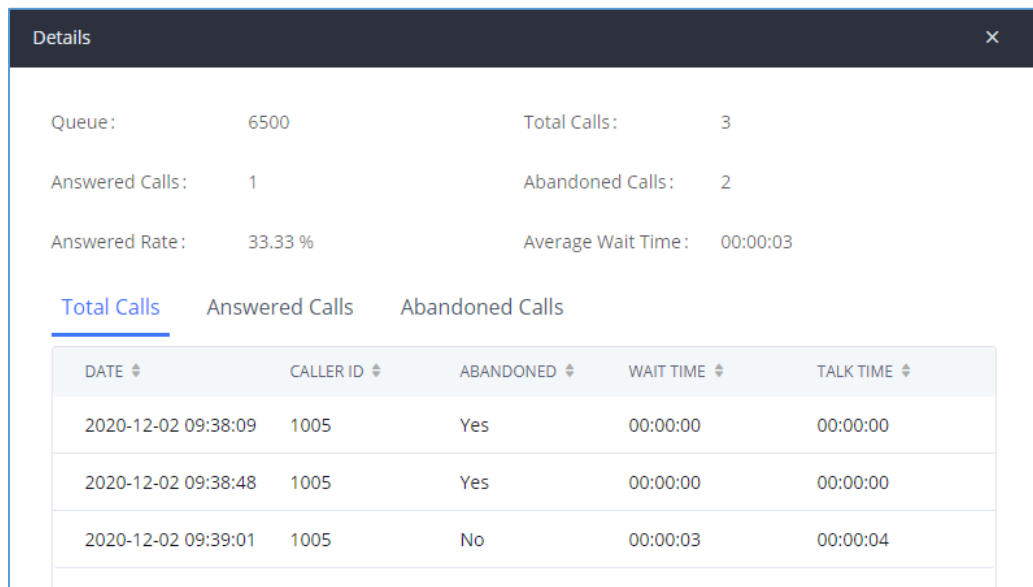 Details ×
Queue: 6500 Total Calls: 3
Answered Calls: 1 Abandoned Calls: 2
Answered Rate: 33.33 % Average Wait Time: 00:00:03
Total Calls Answered Calls Abandoned Calls
DATE CALLER ID ABANDONED WAIT TIME TALK TIME
2020-12-02 09:38:09 1005 Yes 00:00:00 00:00:00
2020-12-02 09:38:48 1005 Yes 00:00:00 00:00:00
2020-12-02 09:39:01 1005 No 00:00:03 00:00:04